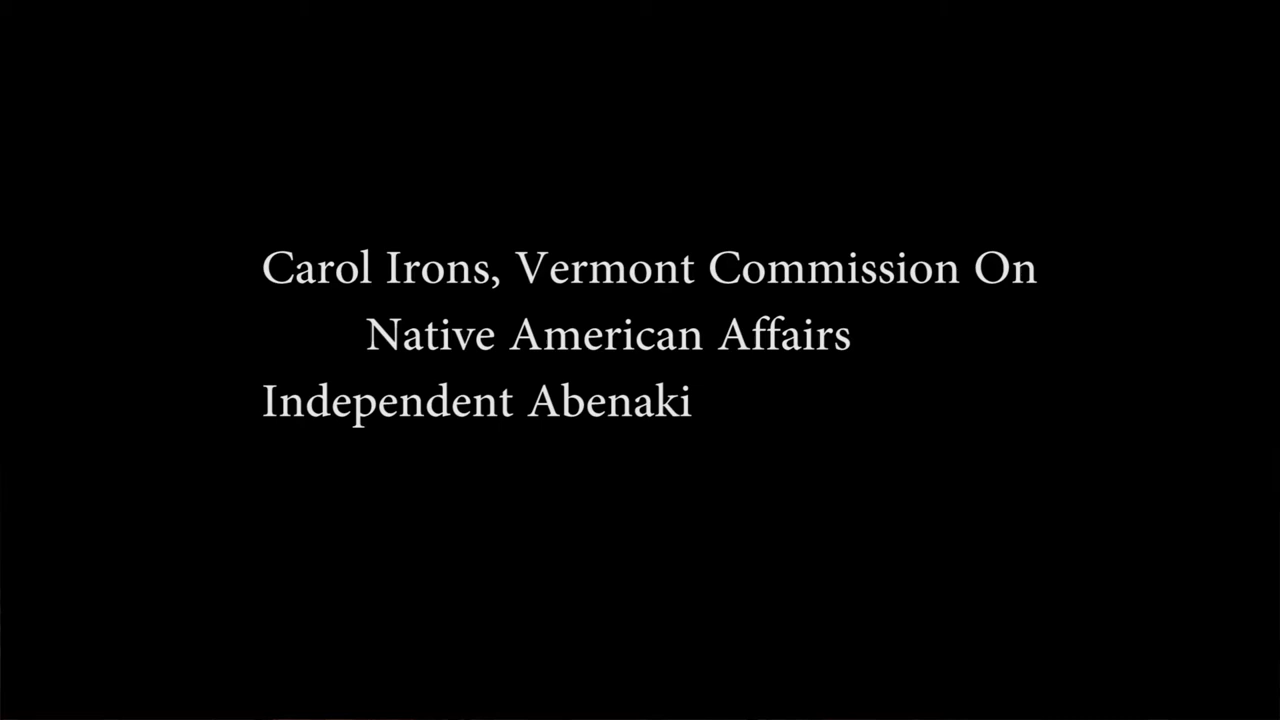 Carol Irons, Vermont Commission On
Native American Affairs
Independent Abenaki